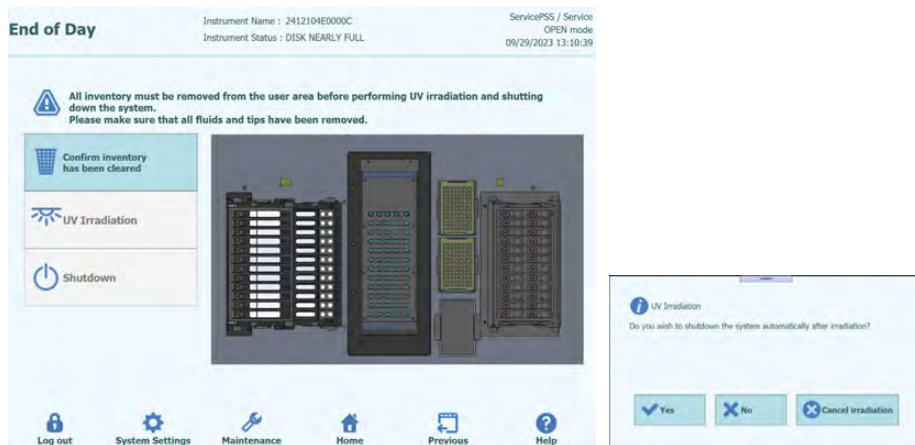 End of Day
Instrument Name : 2412104E0000C
Instrument Status : DISK NEARLY FULL
ServicePSS / Service
OPEN mode
09/29/2023 13:10:39
All inventory must be removed from the user area before performing UV irradiation and shutting
down the system.
Please make sure that all fluids and tips have been removed.
Confirm inventory
has been cleared
UV Irradiation
Shutdown
Log out
System Settings
Maintenance
Home
Previous
Help
UV Irradiation
Do you wish to shutdown the system automatically after irradiation?
Yes
No
Cancel irradiation